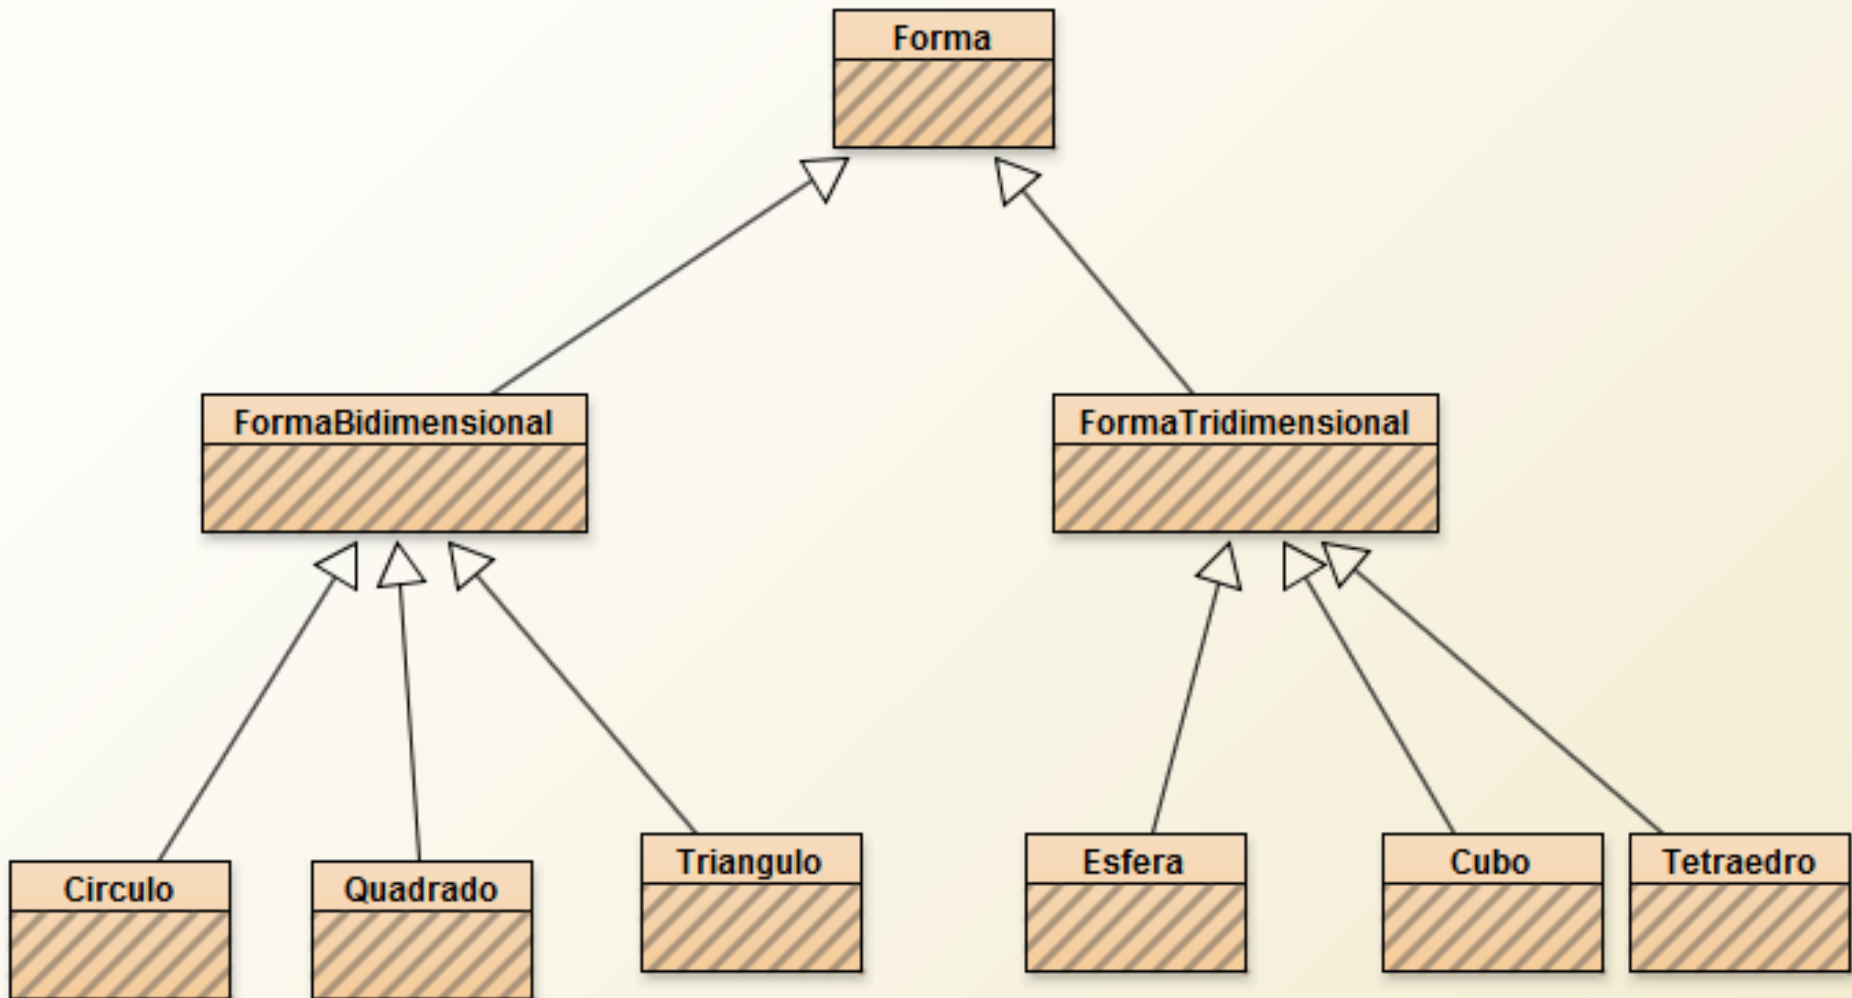 Forma
FormaBidimensional
FormaTridimensional
Circulo
Quadrado
Triangulo
Esfera
Cubo
Tetraedro